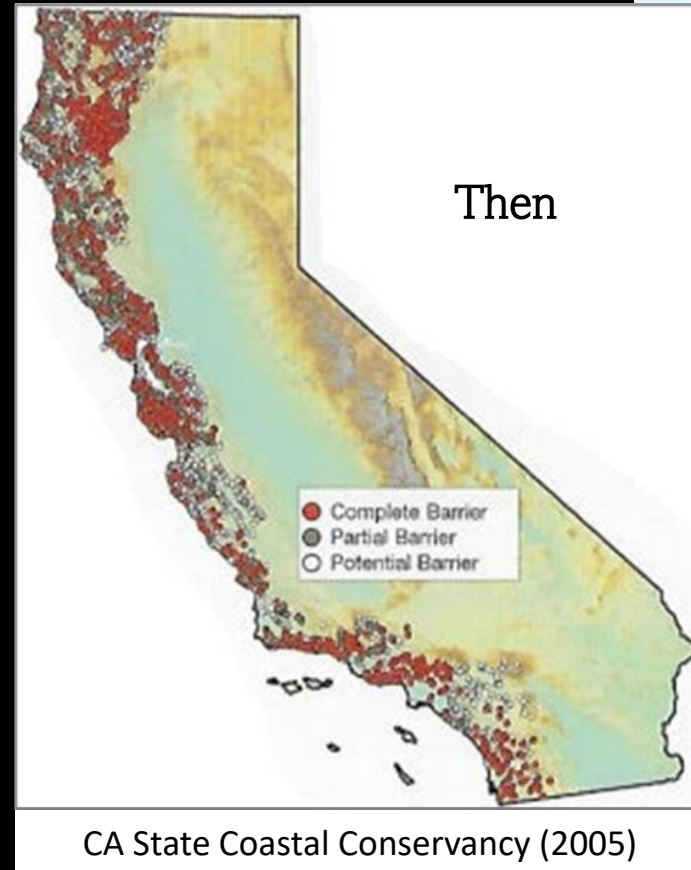 Then
Complete Barrier
Partial Barrier
Potential Barrier
CA State Coastal Conservancy (2005)